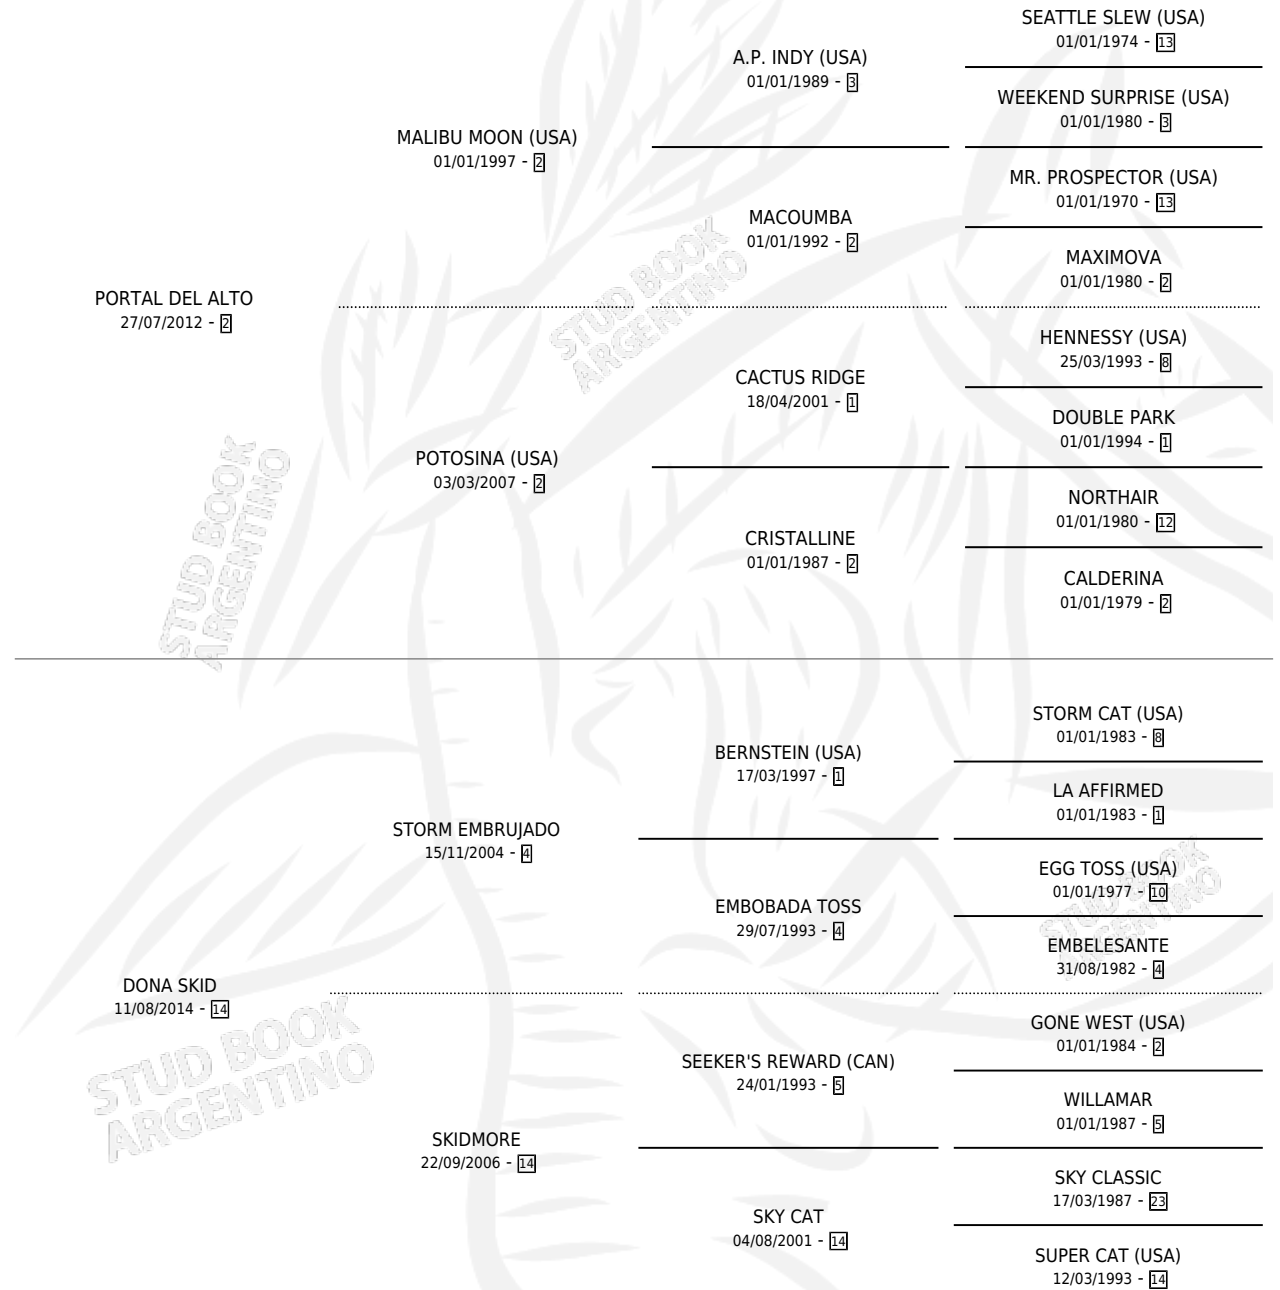 SEATTLE SLEW (USA)
01/01/1974 - 13
A.P. INDY (USA)
01/01/1989 - 3
WEEKEND SURPRISE (USA)
01/01/1980 - 3
MALIBU MOON (USA)
01/01/1997 - 2
MR. PROSPECTOR (USA)
01/01/1970 - 13
MACOUMBA
01/01/1992 - 2
MAXIMOVA
01/01/1980 - 2
PORTAL DEL ALTO
27/07/2012 - 2
HENNESSY (USA)
25/03/1993 - 8
CACTUS RIDGE
18/04/2001 - 1
DOUBLE PARK
01/01/1994 - 1
POTOSINA (USA)
03/03/2007 - 2
NORTHAIR
01/01/1980 - 12
CRISTALLINE
01/01/1987 - 2
CALDERINA
01/01/1979 - 2
STORM CAT (USA)
01/01/1983 - 8
BERNSTEIN (USA)
17/03/1997 - 1
LA AFFIRMED
01/01/1983 - 1
STORM EMBRUJADO
15/11/2004 - 4
EGG TOSS (USA)
01/01/1977 - 10
EMBOBADA TOSS
29/07/1993 - 4
EMBELESANTE
31/08/1982 - 4
DONA SKID
11/08/2014 - 14
GONE WEST (USA)
01/01/1984 - 2
SEEKER'S REWARD (CAN)
24/01/1993 - 5
WILLAMAR
01/01/1987 - 5
SKIDMORE
22/09/2006 - 14
SKY CLASSIC
17/03/1987 - 23
SKY CAT
04/08/2001 - 14
SUPER CAT (USA)
12/03/1993 - 14
STUD BOOK
ARGENTINO
STUD BOOK
ARGENTINO
STUD BOOK
ARGENTINO
STUD BOOK
ARGENTINO